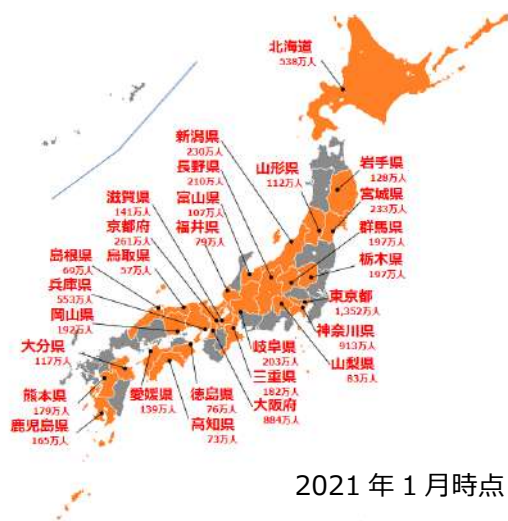 北海道
538万人
新潟県
230万人
長野県
210万人
山形県
112万人
岩手県
128万人
滋賀県
141万人
富山県
107万人
宮城県
233万人
京都府
261万人
福井県
79万人
群馬県
197万人
島根県
69万人
鳥取県
57万人
栃木県
197万人
兵庫県
553万人
東京都
1,352万人
岡山県
192万人
神奈川県
913万人
大分県
117万人
岐阜県
203万人
山梨県
83万人
三重県
182万人
熊本県
179万人
愛媛県
139万人
徳島県
76万人
大阪府
884万人
鹿児島県
165万人
高知県
73万人
2021 年 1 月時点